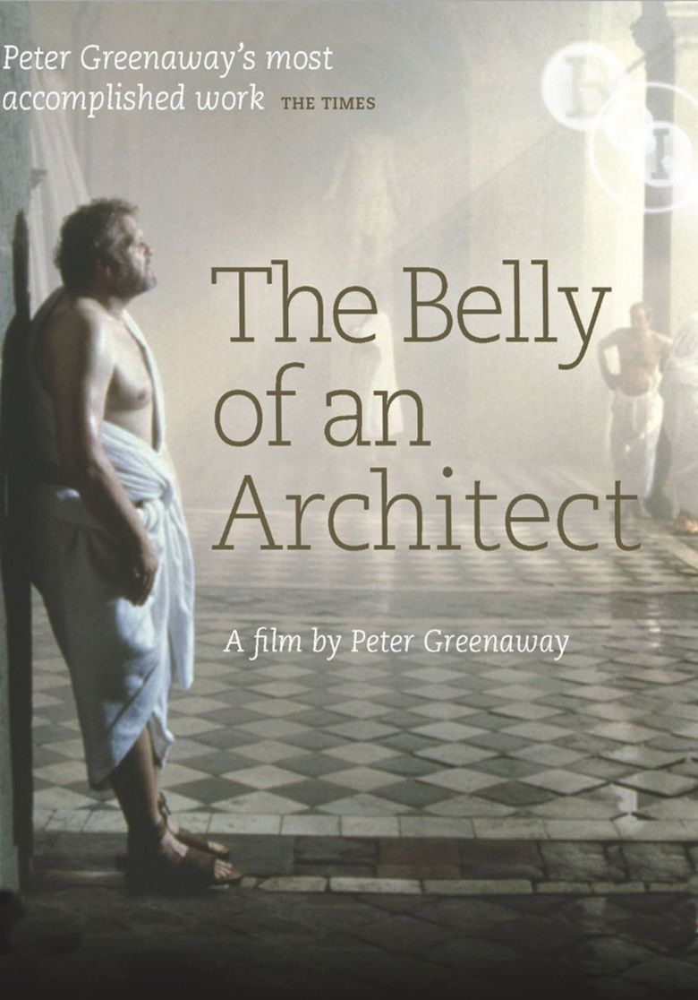 Peter Greenaway’s most
accomplished work THE TIMES
B
F
I
The Belly
of an
Architect
A film by Peter Greenaway